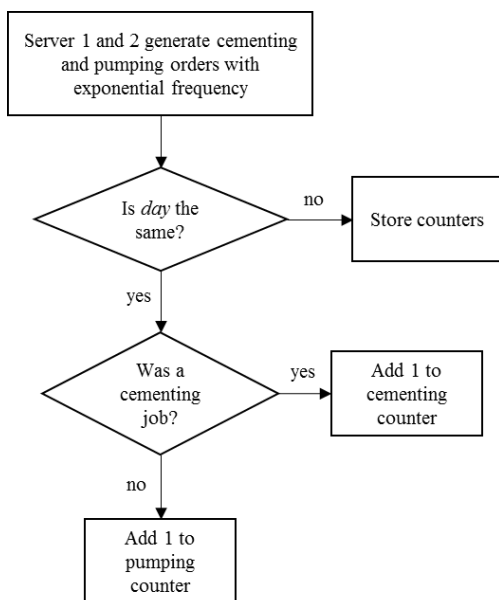 Server 1 and 2 generate cementing
and pumping orders with
exponential frequency
Is day the
same?
no
Store counters
yes
Was a
cementing
job?
yes
Add 1 to
cementing
counter
no
Add 1 to
pumping
counter